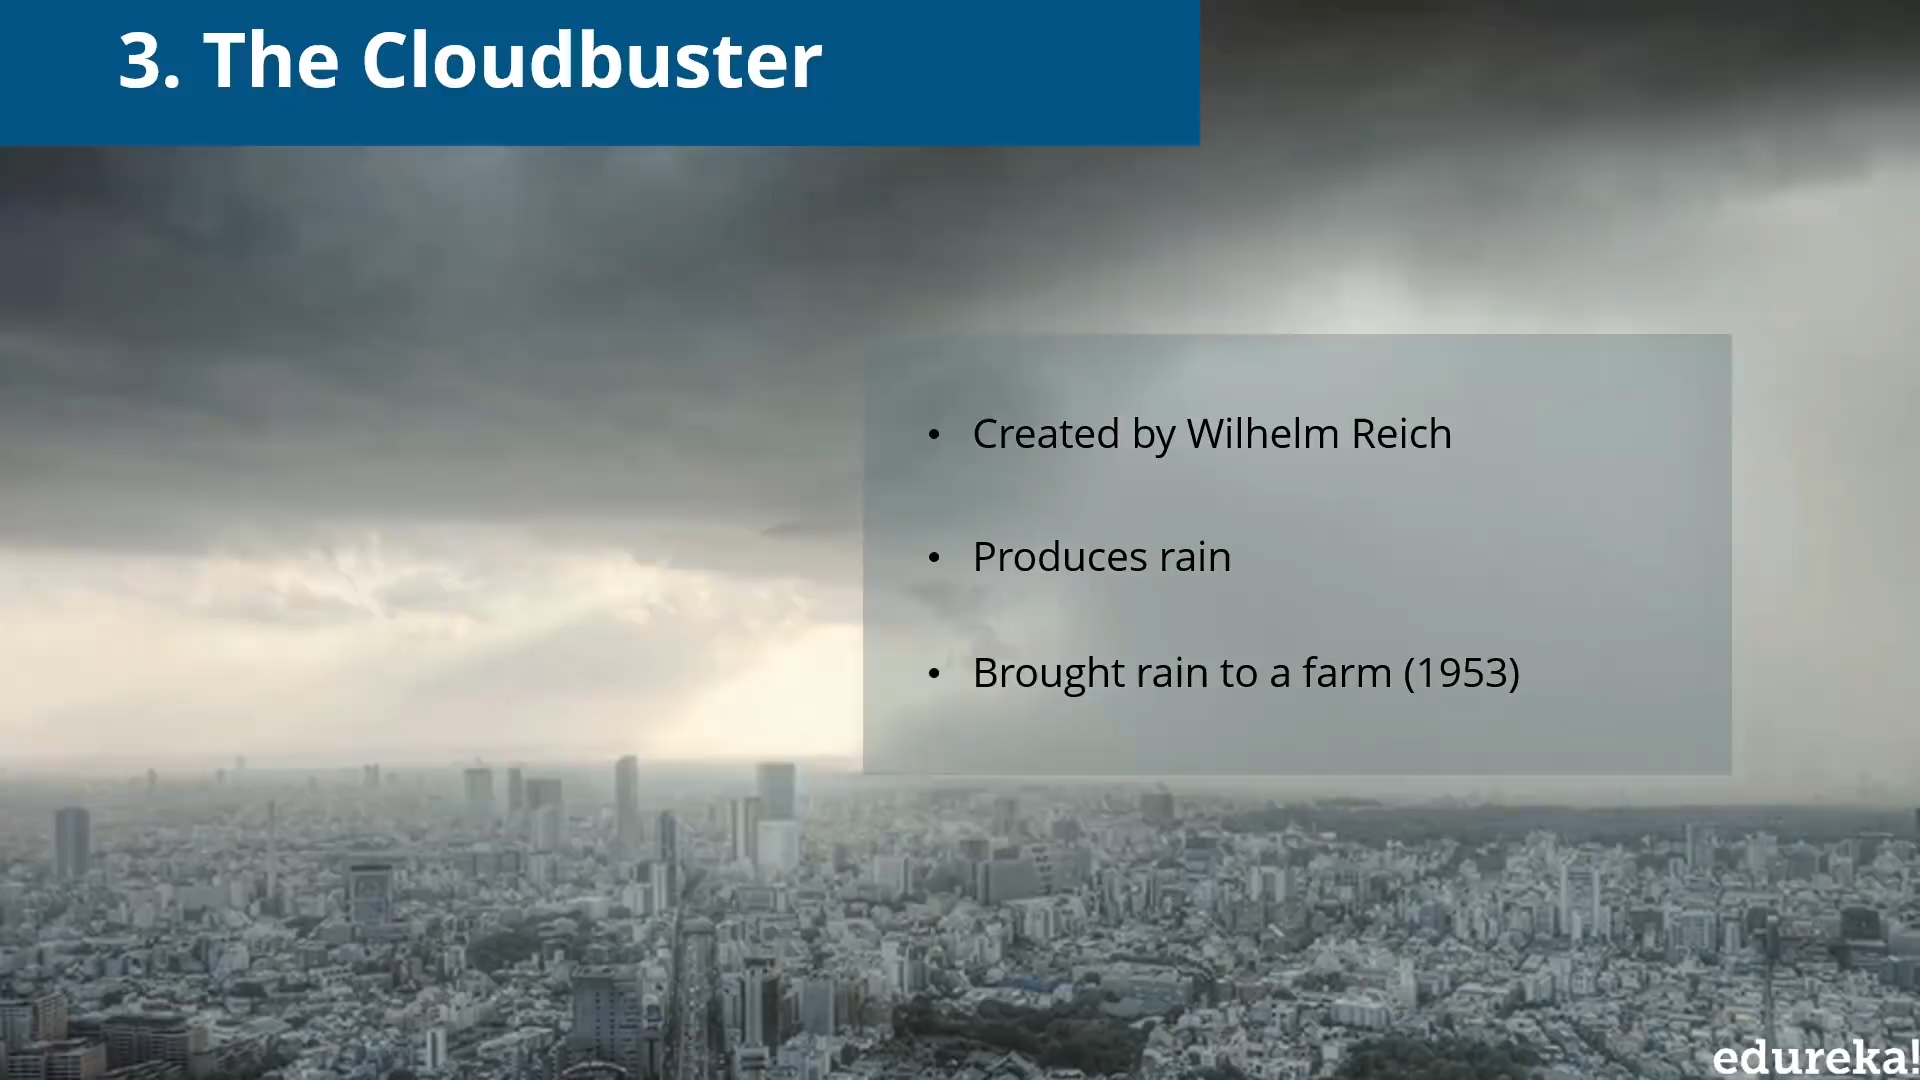 3. The Cloudbuster
• Created by Wilhelm Reich
• Produces rain
• Brought rain to a farm (1953)
edureka!